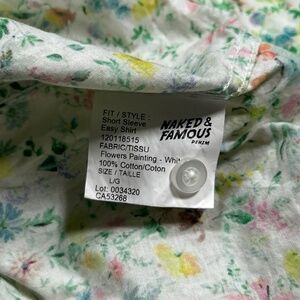 FIT / STYLE :
Short Sleeve
Easy Shirt
120118515
FABRIC/TISSU
Flowers Painting - Whi
100% Cotton/Coton
SIZE / TAILLE
L/G
Lot: 0034320
CA53268
NAKED &
FAMOUS
DENIM